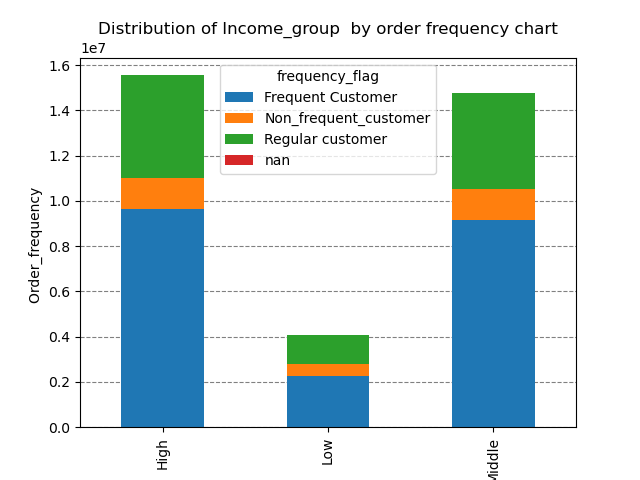 Distribution of Income_group  by order frequency chart
1e7
1.6
1.4
1.2
1.0
0.8
0.6
0.4
0.2
0.0
Order_frequency
frequency_flag
Frequent Customer
Non_frequent_customer
Regular customer
nan
High
Low
Middle